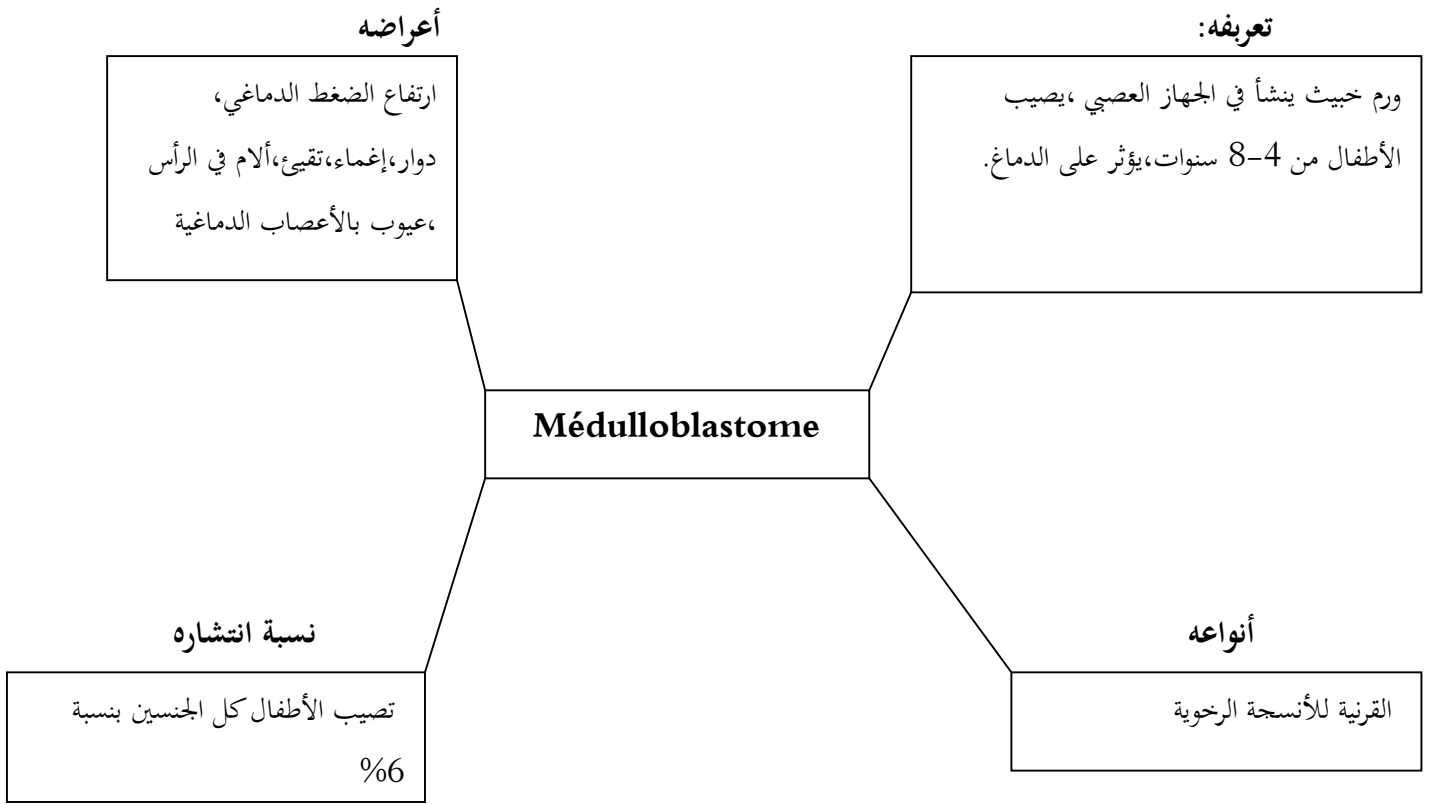 تعربفه:
ورم خبيث ينشأ في الجهاز العصبي ،يصيب
الأطفال من 4-8 سنوات،يؤثر على الدماغ.
أعراضه
ارتفاع الضغط الدماغي،
دوار،إغماء،تقيئ،ألام في الرأس
،عيوب بالأعصاب الدماغية
Médulloblastome
أنواعه
القرنية للأنسحة الرخوية
نسبة انتشاره
تصيب الأطفال كل الجنسين بنسبة
6%